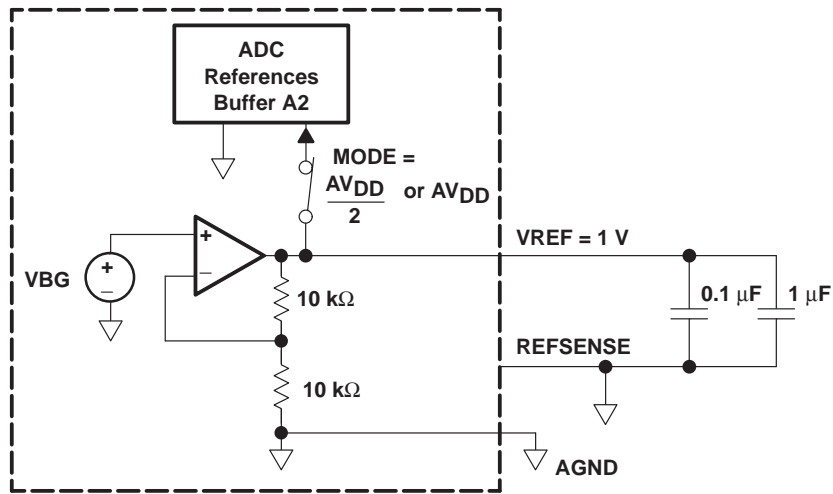 ADC
References
Buffer A2
MODE =
AVDD
2
or AVDD
+
−
VBG
+
−
VREF = 1 V
10 kΩ
0.1 μF
1 μF
REFSENSE
10 kΩ
AGND